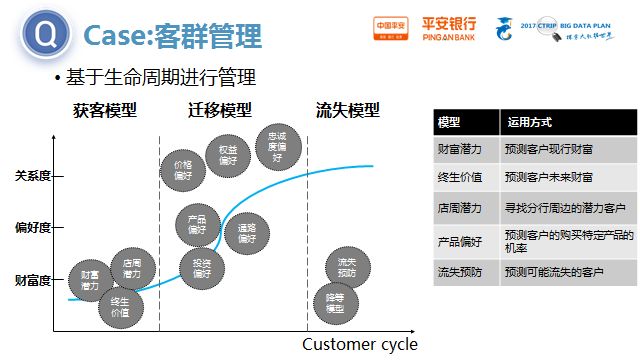 Q
Case:客群管理
中国平安
平安银行
PINGAN BANK
2017 CTRIP BIG DATA PLAN
探索大数据世界
• 基于生命周期进行管理
获客模型
迁移模型
流失模型
关系度
偏好度
财富度
财富
潜力
店周
潜力
终生
价值
价格
偏好
权益
偏好
忠诚
度偏
好
产品
偏好
通路
偏好
投资
偏好
流失
预防
降等
模型
Customer cycle
模型 运用方式
财富潜力 预测客户现行财富
终生价值 预测客户未来财富
店周潜力 寻找分行周边的潜力客户
产品偏好 预测客户的购买特定产品的
机率
流失预防 预测可能流失的客户